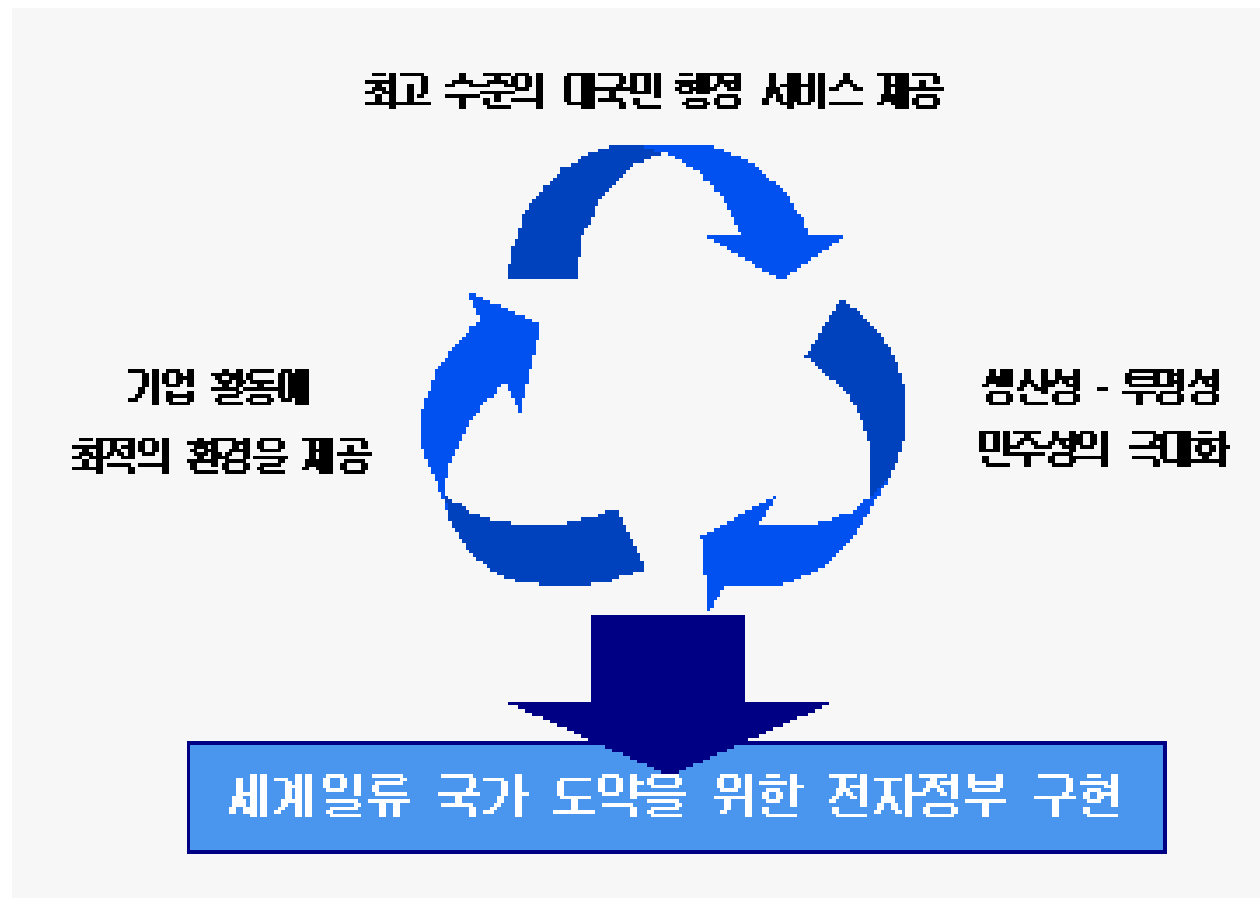 최고 수준의 대국민 행정 서비스 제공
기업 활동에
최적의 환경을 제공
생산성 - 투명성
민주성의 극대화
세계일류 국가 도약을 위한 전자정부 구현